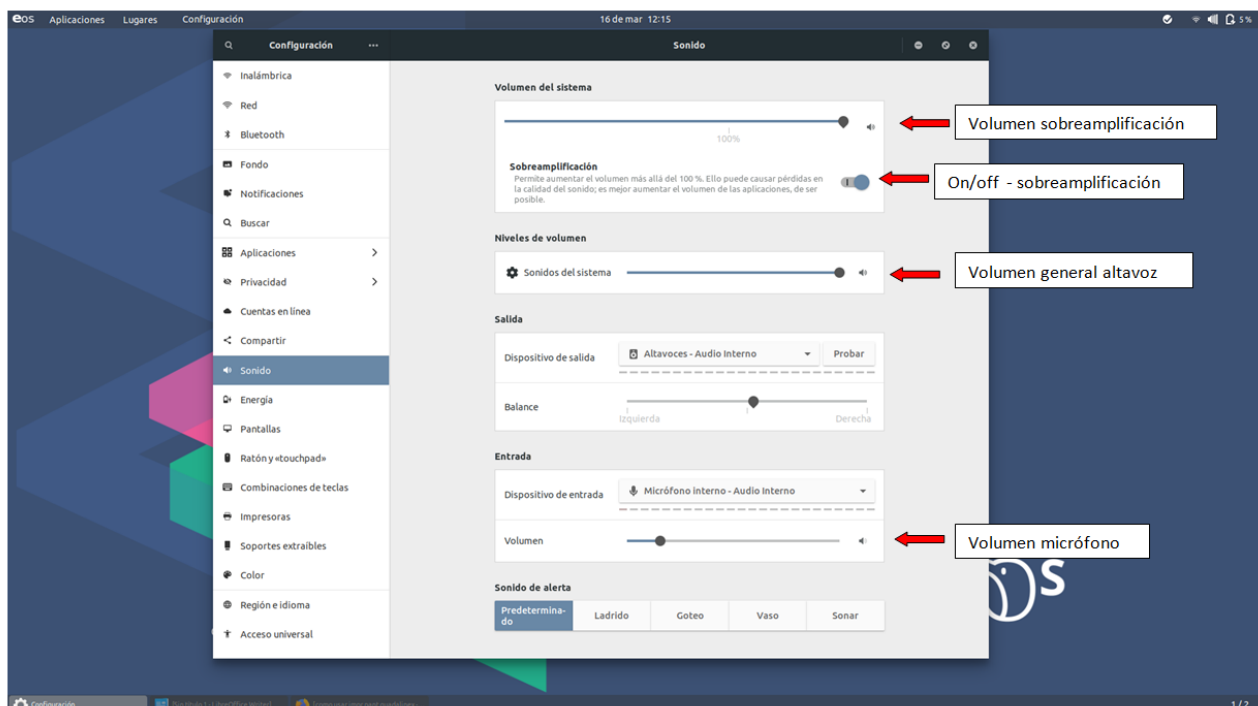 eos Aplicaciones Lugares Configuración 16 de mar 12:15 5 %
Configuración ... Sonido
Inalámbrica
Red
Bluetooth
Fondo
Notificaciones
Buscar
Aplicaciones
Privacidad
Cuentas en línea
Compartir
Sonido
Energía
Pantallas
Ratón y «touchpad»
Combinaciones de teclas
Impresoras
Soportes extraíbles
Color
Región e idioma
Acceso universal
Volumen del sistema
100%
Sobreamplificación
Permite aumentar el volumen más allá del 100 %. Ello puede causar pérdidas en
la calidad del sonido; es mejor aumentar el volumen de las aplicaciones, de ser
posible.
Niveles de volumen
Sonidos del sistema
Salida
Dispositivo de salida Altavoces - Audio Interno Probar
Balance
Izquierda Derecha
Entrada
Dispositivo de entrada Micrófono interno - Audio Interno
Volumen
Sonido de alerta
Predetermina-
do
Ladrido Goteo Vaso Sonar
Volumen sobreamplificación
On/off - sobreamplificación
Volumen general altavoz
Volumen micrófono
S
Configuración 1 / 2